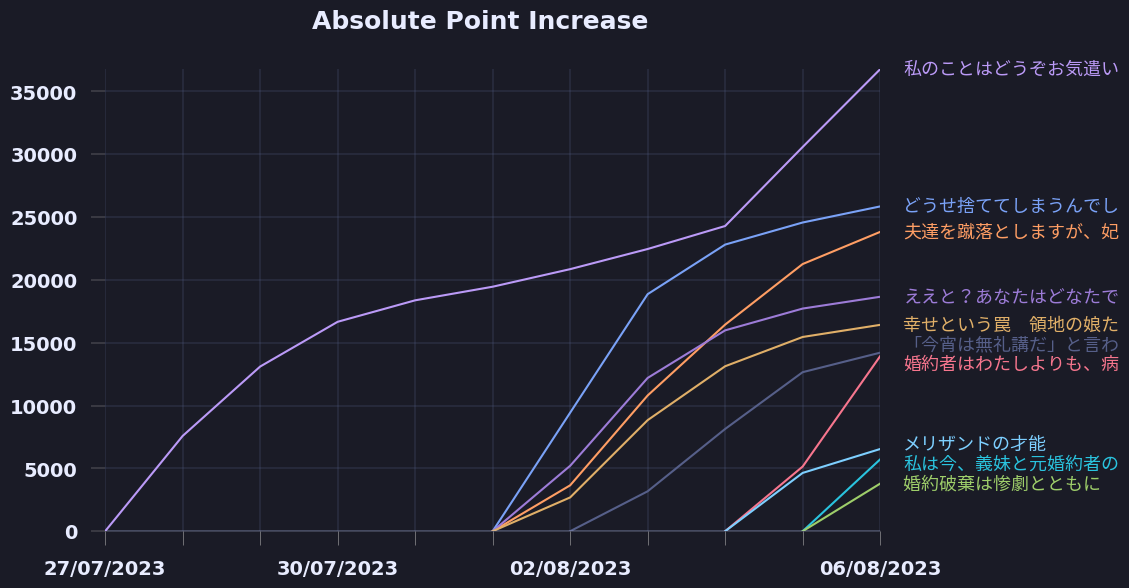 Absolute Point Increase
35000
30000
25000
20000
15000
10000
5000
0
27/07/2023
30/07/2023
02/08/2023
06/08/2023
私のことはどうぞお気遣い
どうせ捨ててしまうんでし
夫達を蹴落としますが、妃
ええと？あなたはどなたで
幸せという罠　領地の娘た
「今宵は無礼講だ」と言わ
婚約者はわたしよりも、病
メリザンドの才能
私は今、義妹と元婚約者の
婚約破棄は惨劇とともに